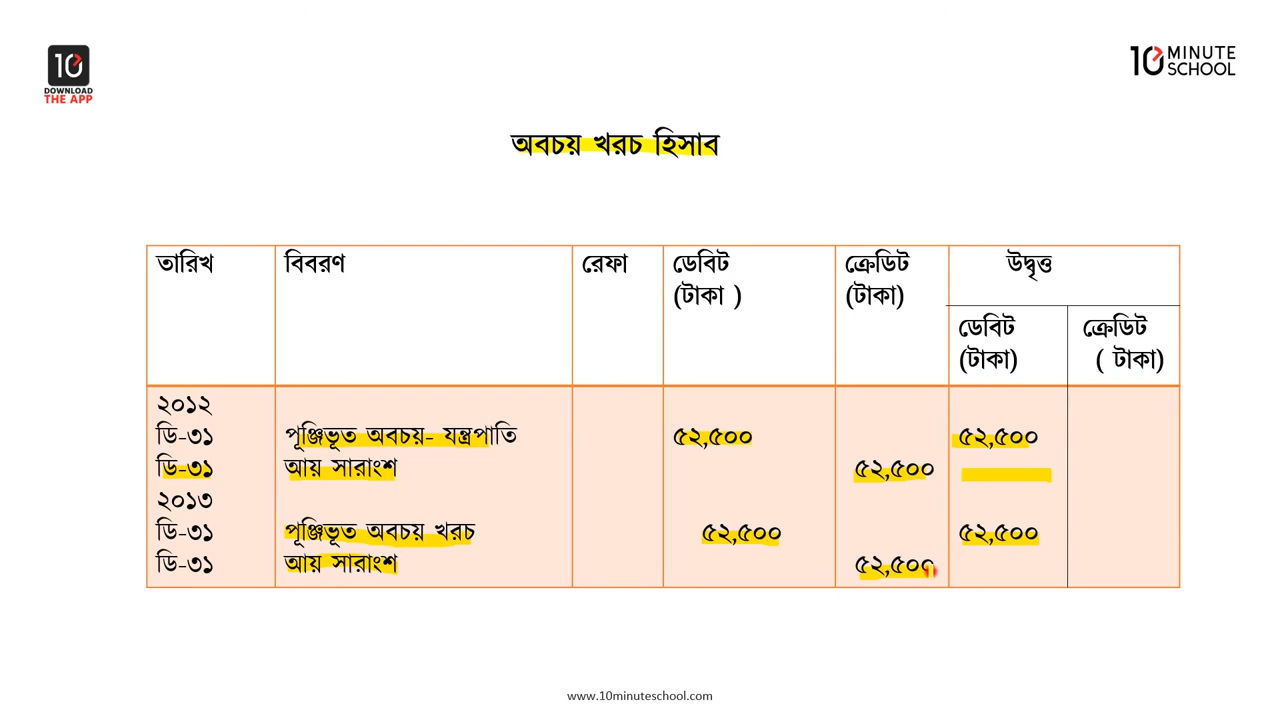 10
DOWNLOAD
THE APP
10 MINUTE
SCHOOL
অবচয় খরচ হিসাব
তারিখ বিবরণ রেফা ডেবিট (টাকা ) ক্রেডিট (টাকা) উদ্বৃত্ত
ডেবিট (টাকা) ক্রেডিট ( টাকা)
২০১২
ডি-৩১ পূঞ্জিভূত অবচয়- যন্ত্রপাতি ৫২,৫০০ ৫২,৫০০
ডি-৩১ আয় সারাংশ ৫২,৫০০
২০১৩
ডি-৩১ পূঞ্জিভূত অবচয় খরচ ৫২,৫০০ ৫২,৫০০
ডি-৩১ আয় সারাংশ ৫২,৫০০
www.10minuteschool.com